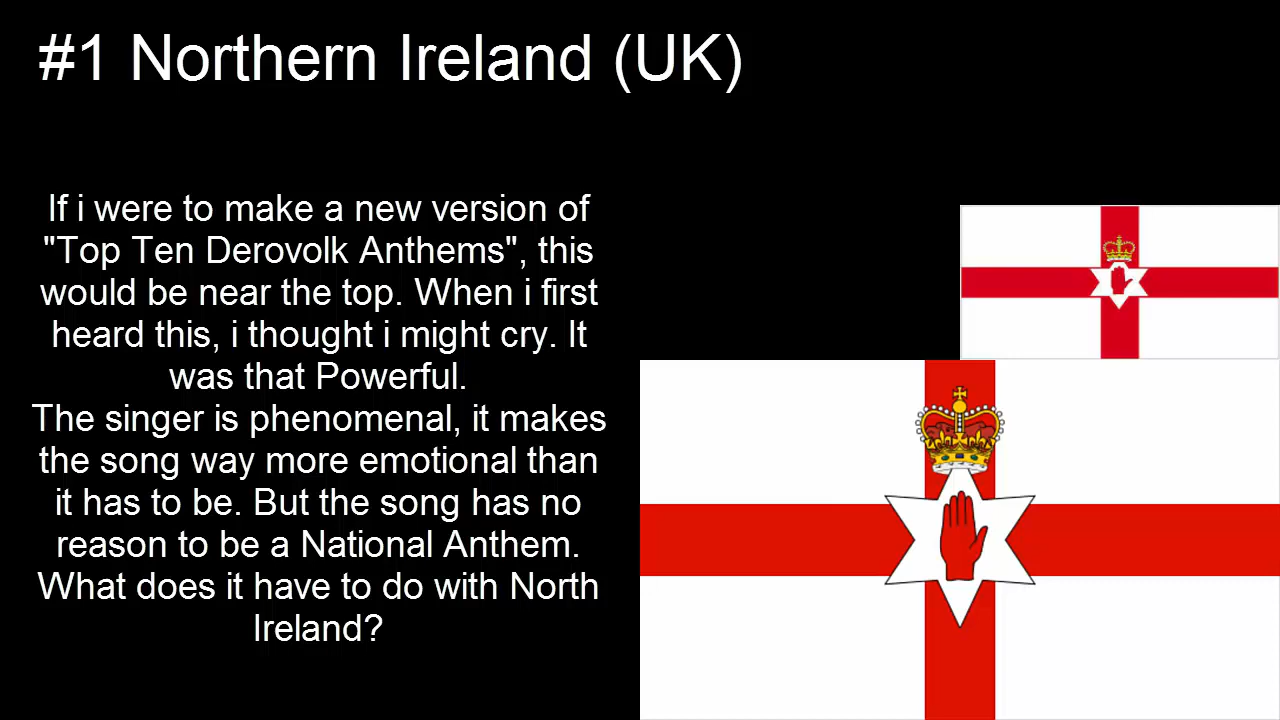 #1 Northern Ireland (UK)
If i were to make a new version of
"Top Ten Derovolk Anthems", this
would be near the top. When i first
heard this, i thought i might cry. It
was that Powerful.
The singer is phenomenal, it makes
the song way more emotional than
it has to be. But the song has no
reason to be a National Anthem.
What does it have to do with North
Ireland?